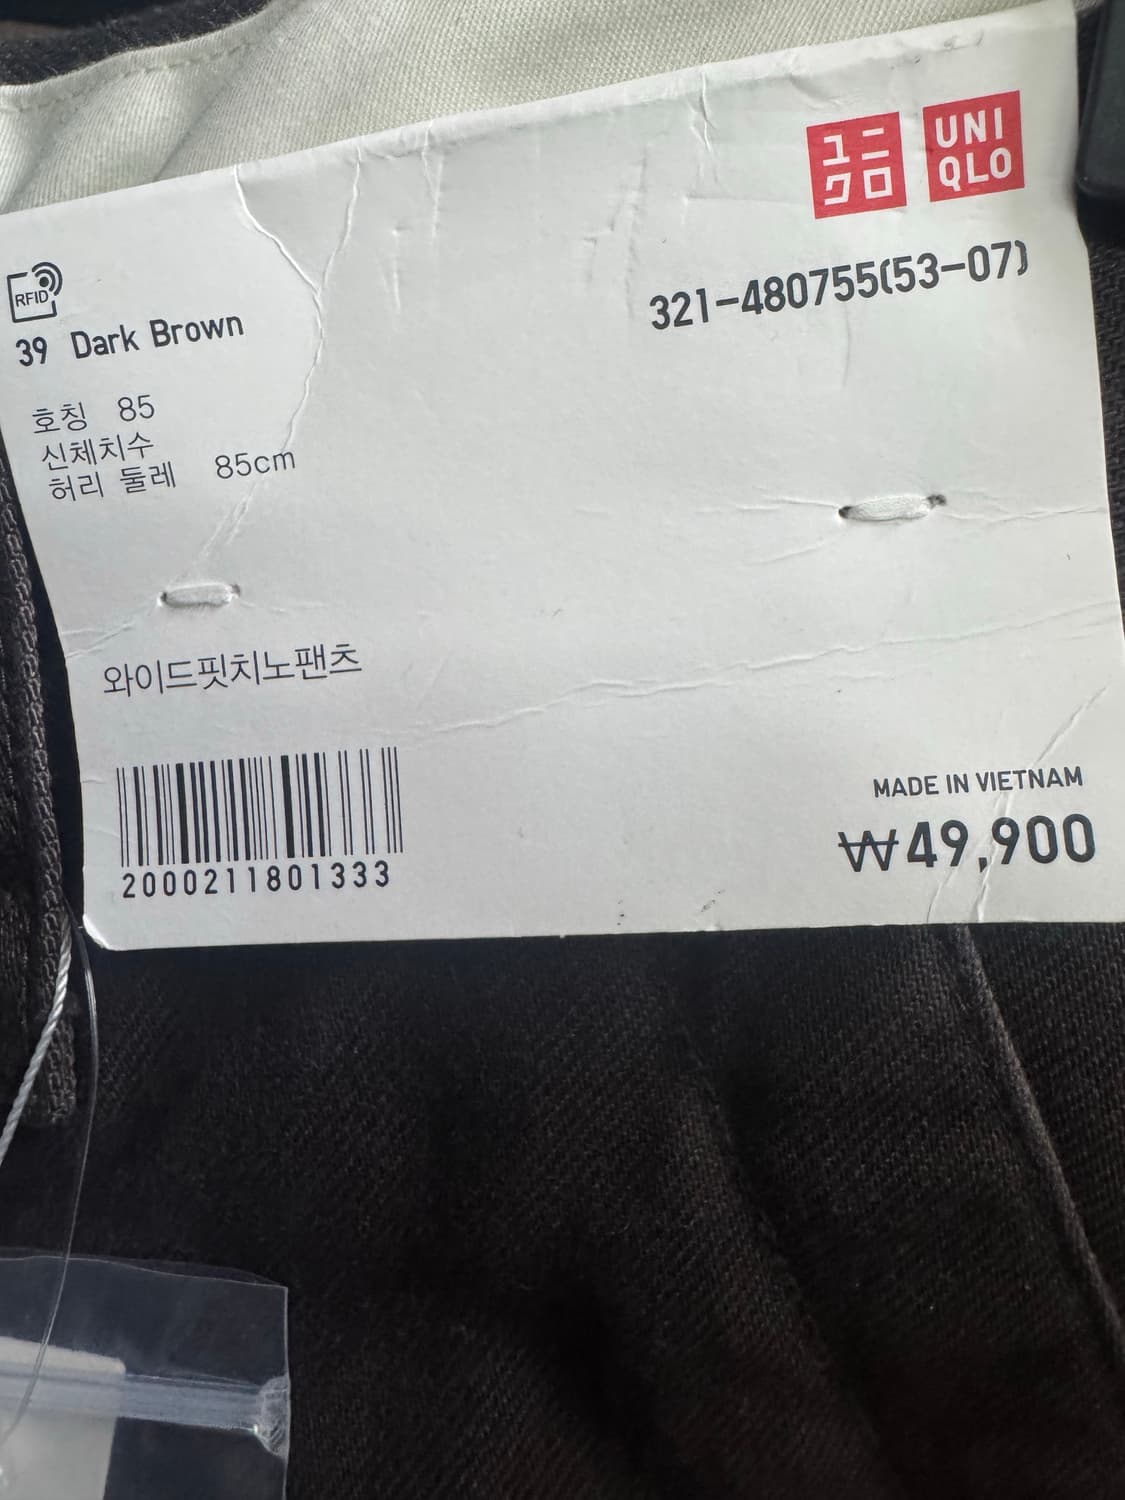 ユニ
クロ
UNI
QLO
RFID
321-480755(53-07)
39 Dark Brown
호칭 85
신체치수
허리 둘레 85cm
와이드핏치노팬츠
2000211801333
MADE IN VIETNAM
₩49,900